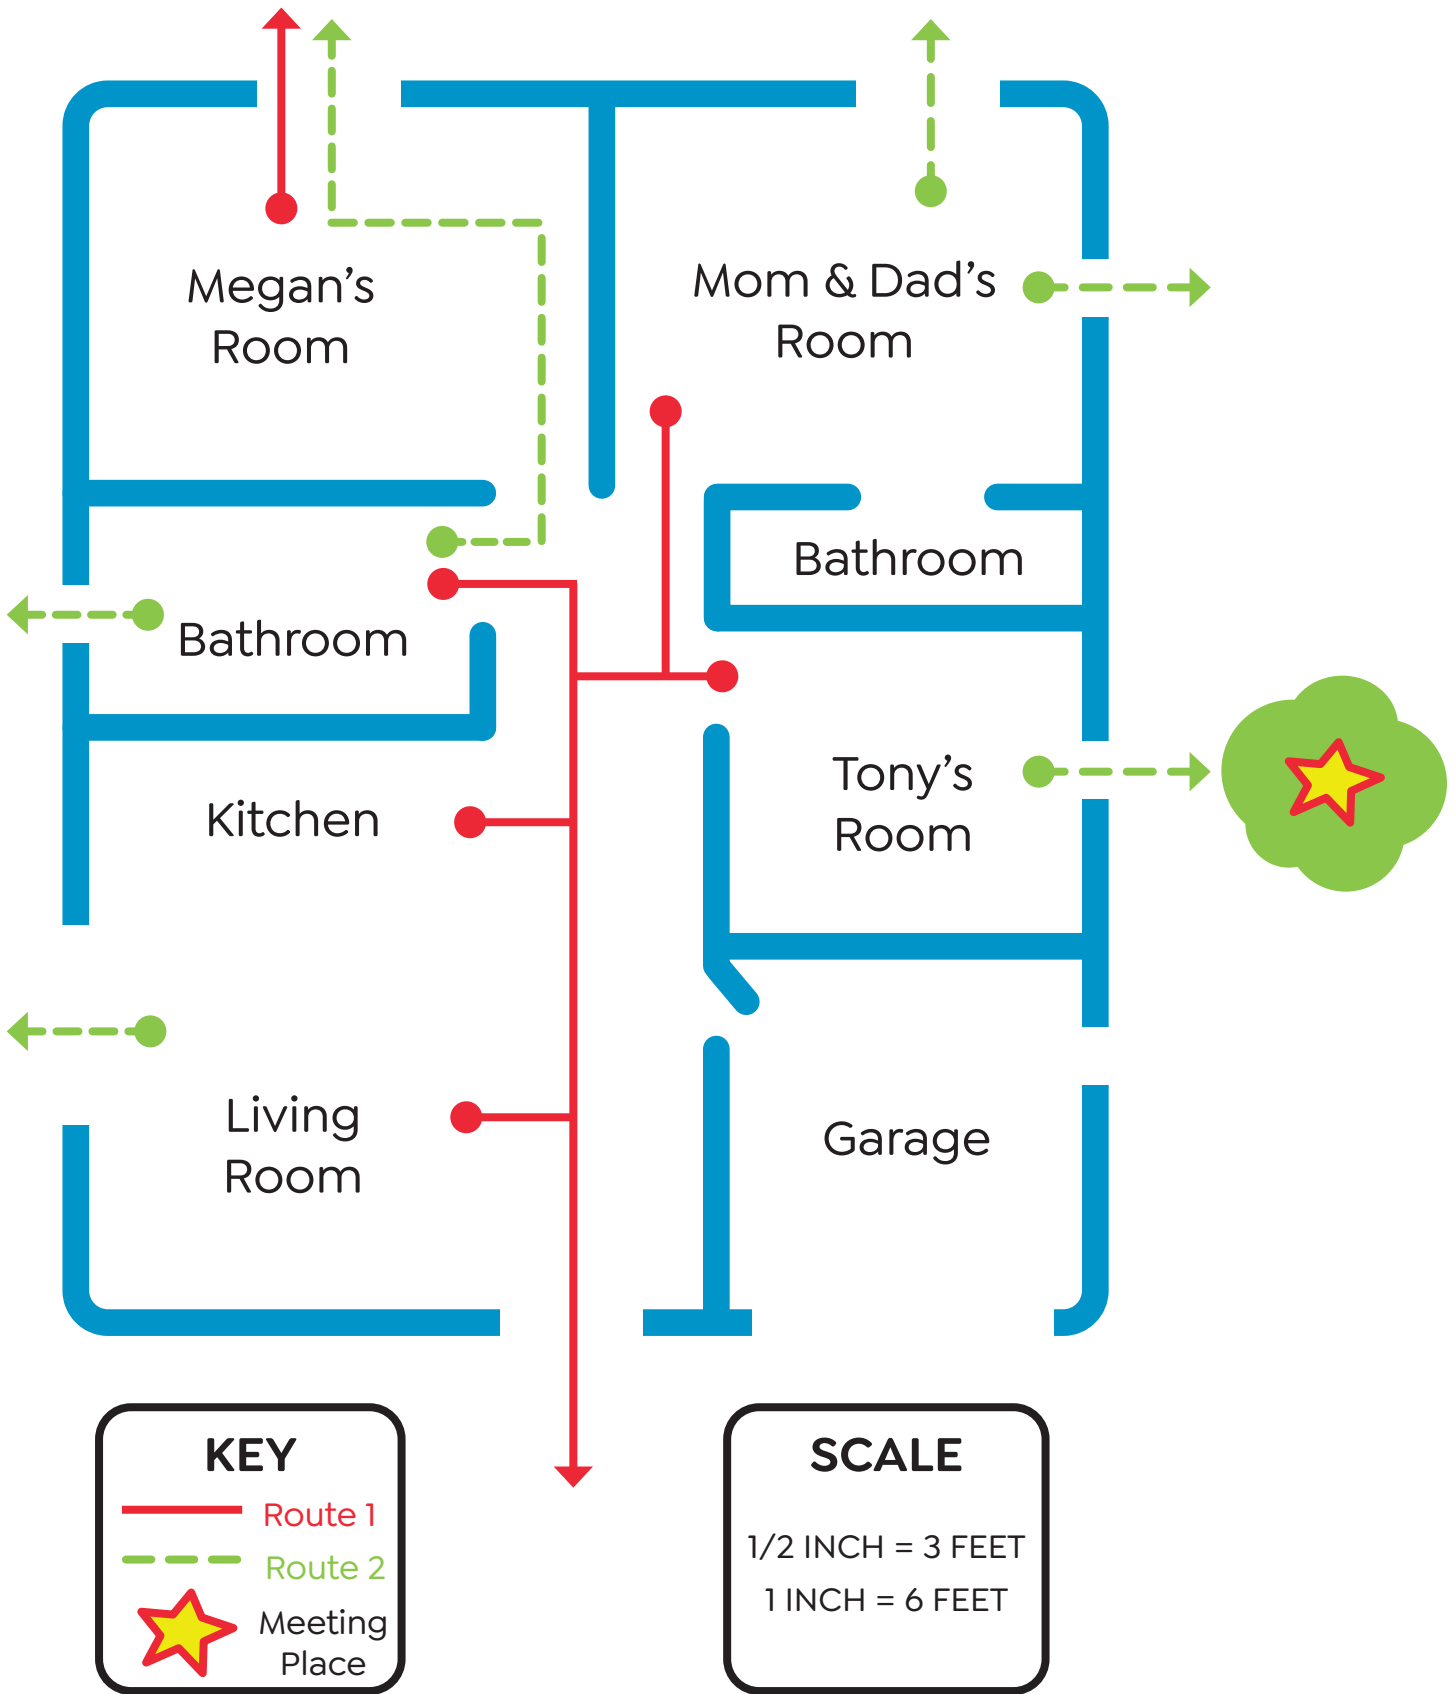 Megan’s
Room
Mom & Dad’s
Room
Bathroom
Bathroom
Kitchen
Tony’s
Room
Living
Room
Garage
KEY
Route 1
Route 2
Meeting
Place
SCALE
1/2 INCH = 3 FEET
1 INCH = 6 FEET